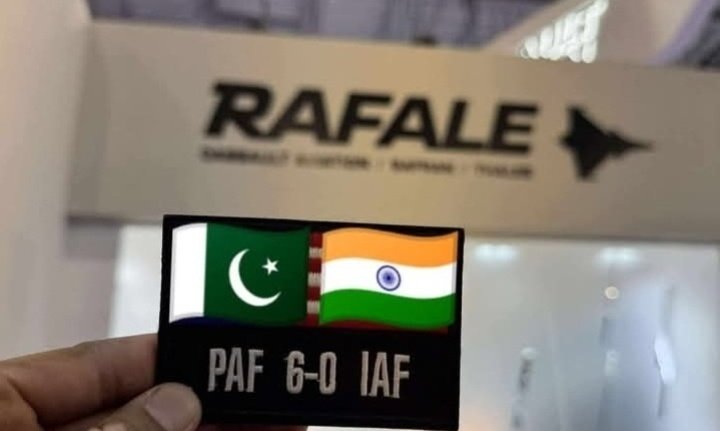 RAFALE
DASSAULT AVIATION / SAFRAN / THALES
PAF 6-0 IAF